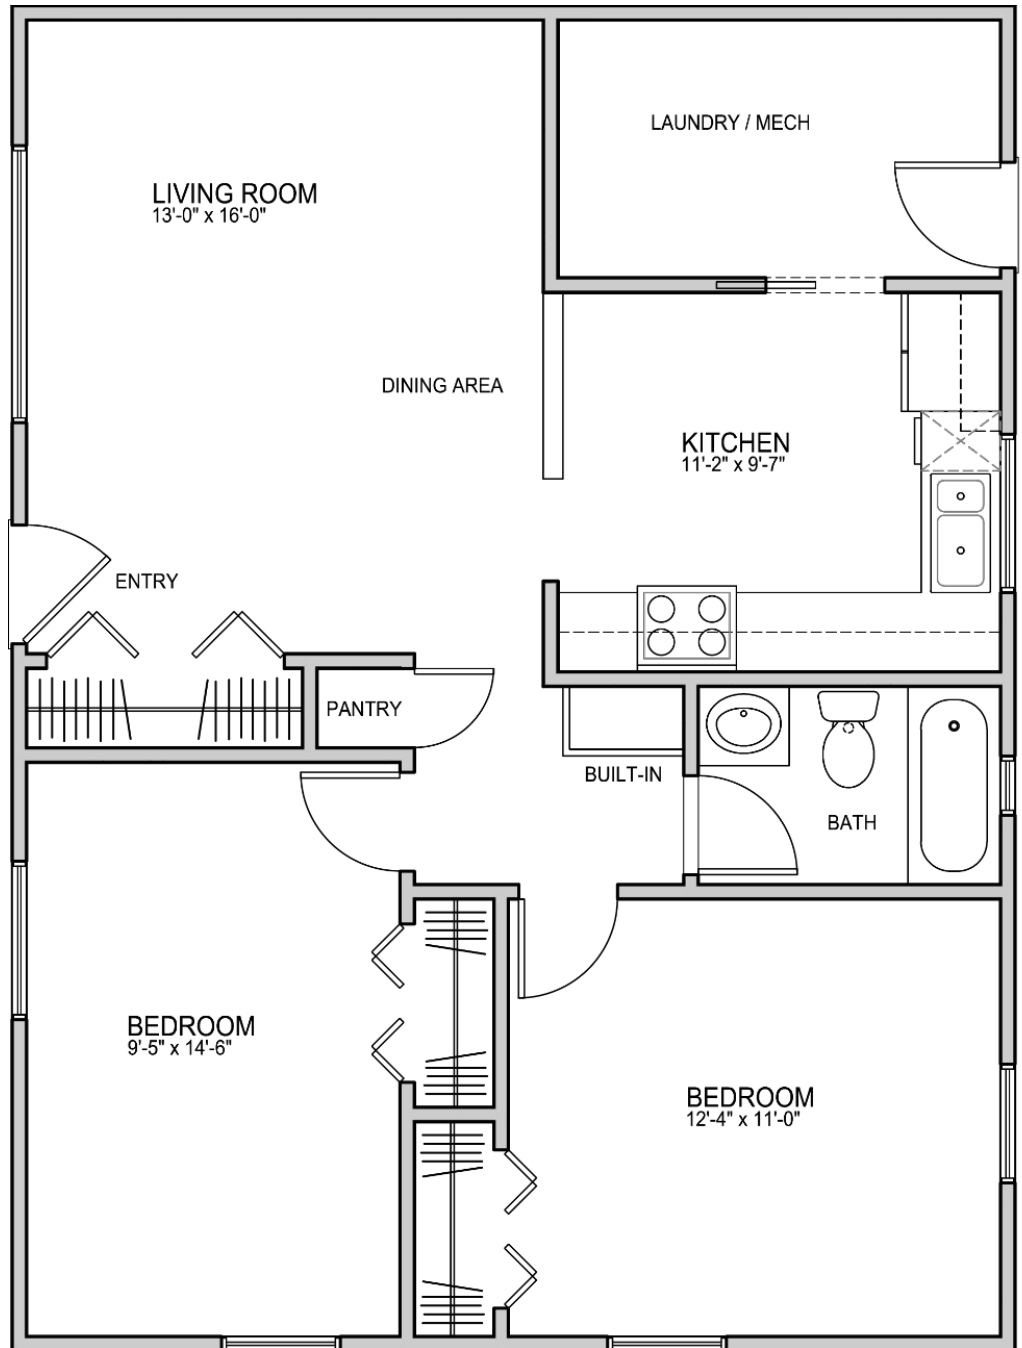 LAUNDRY / MECH
LIVING ROOM
13'-0" x 16'-0"
DINING AREA
KITCHEN
11'-2" x 9'-7"
ENTRY
PANTRY
BUILT-IN
BATH
BEDROOM
9'-5" x 14'-6"
BEDROOM
12'-4" x 11'-0"